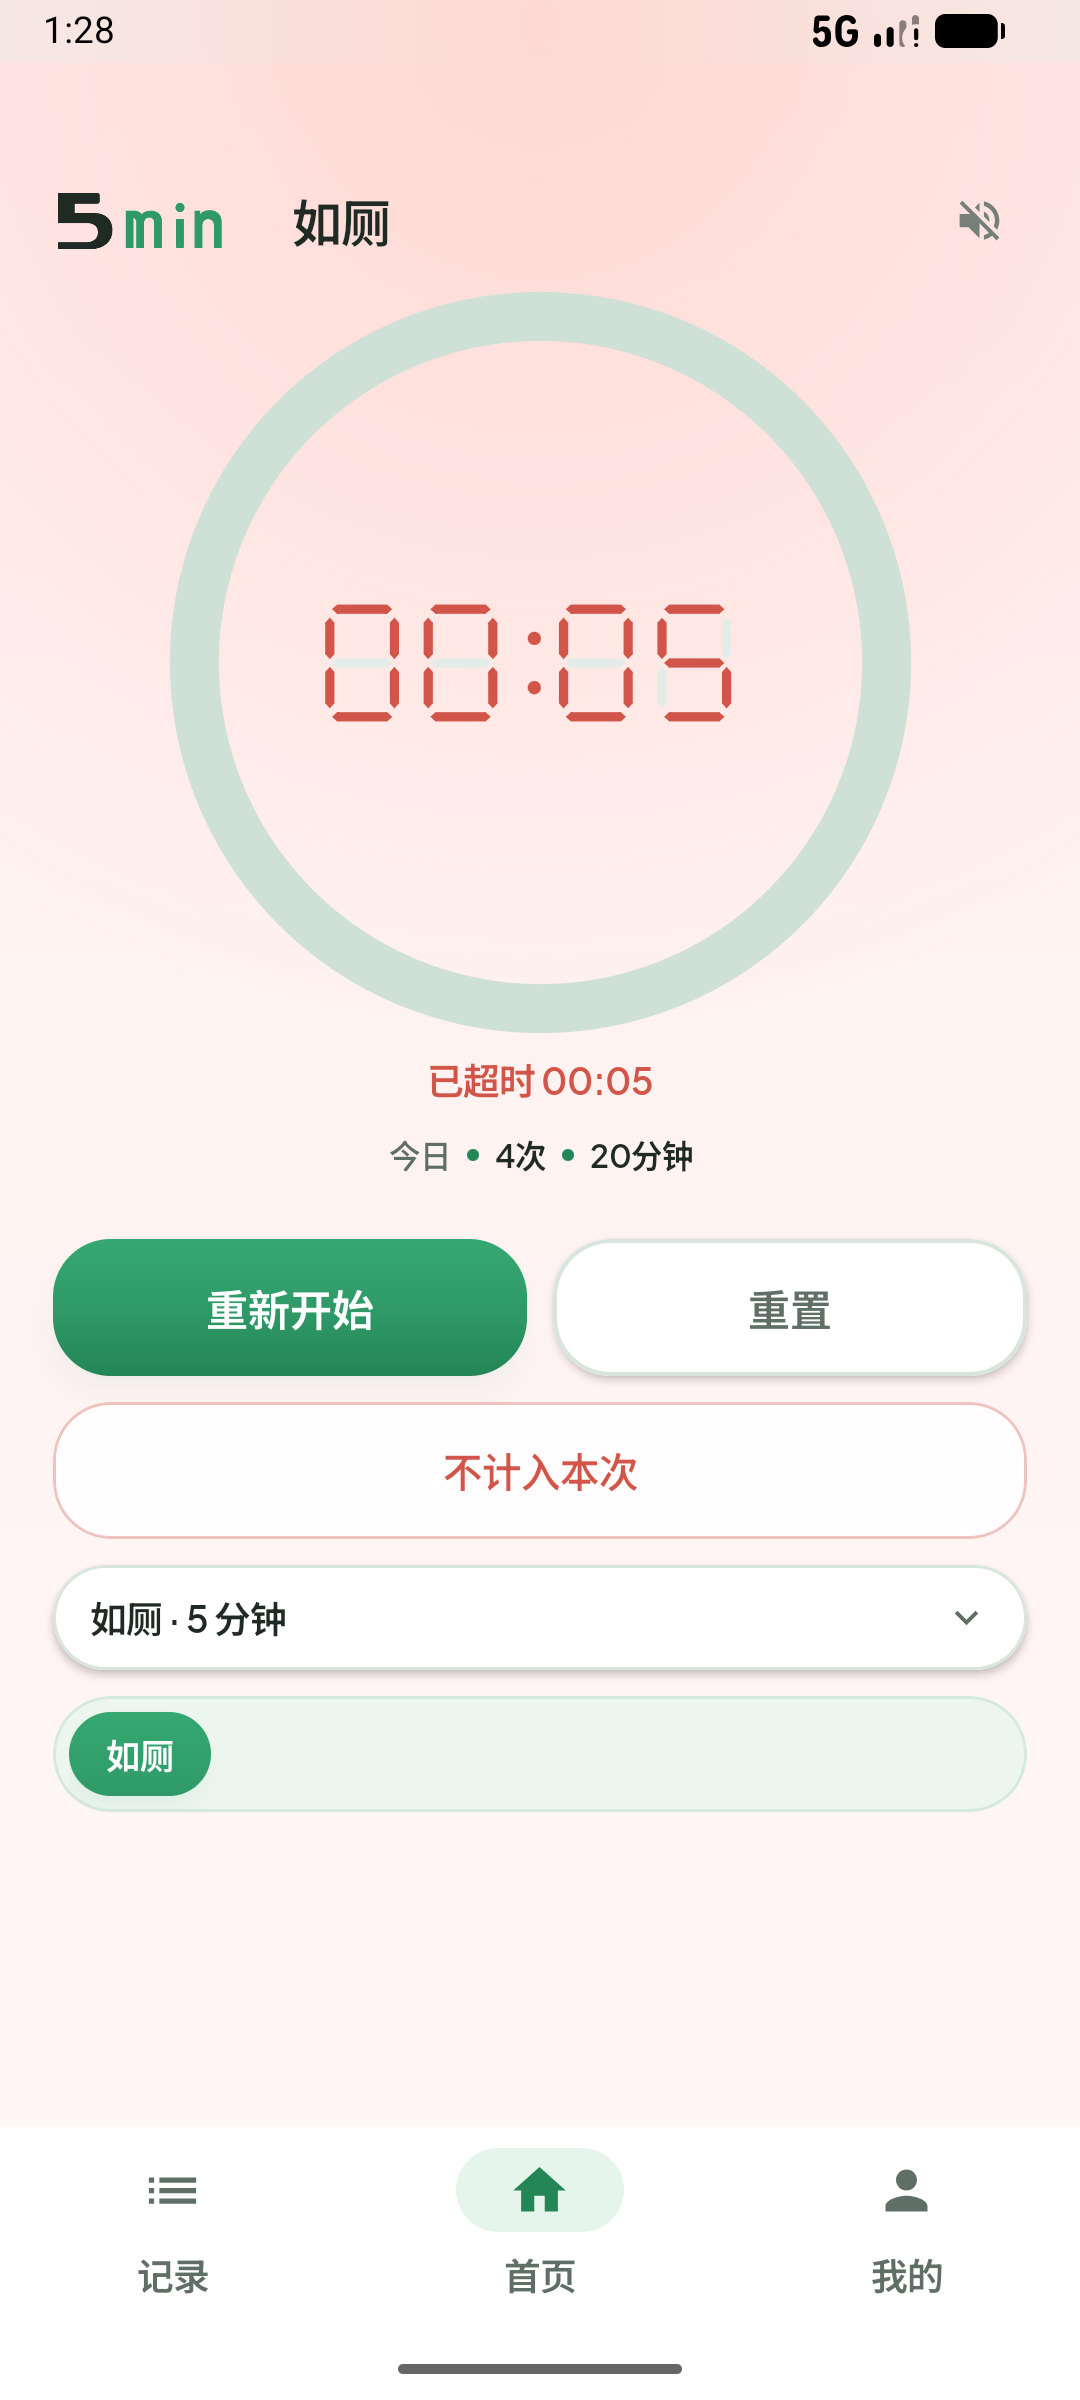 1:28 5G
5min 如厕
00:05
已超时 00:05
今日 • 4次 • 20分钟
重新开始 重置
不计入本次
如厕 · 5 分钟
如厕
记录 首页 我的